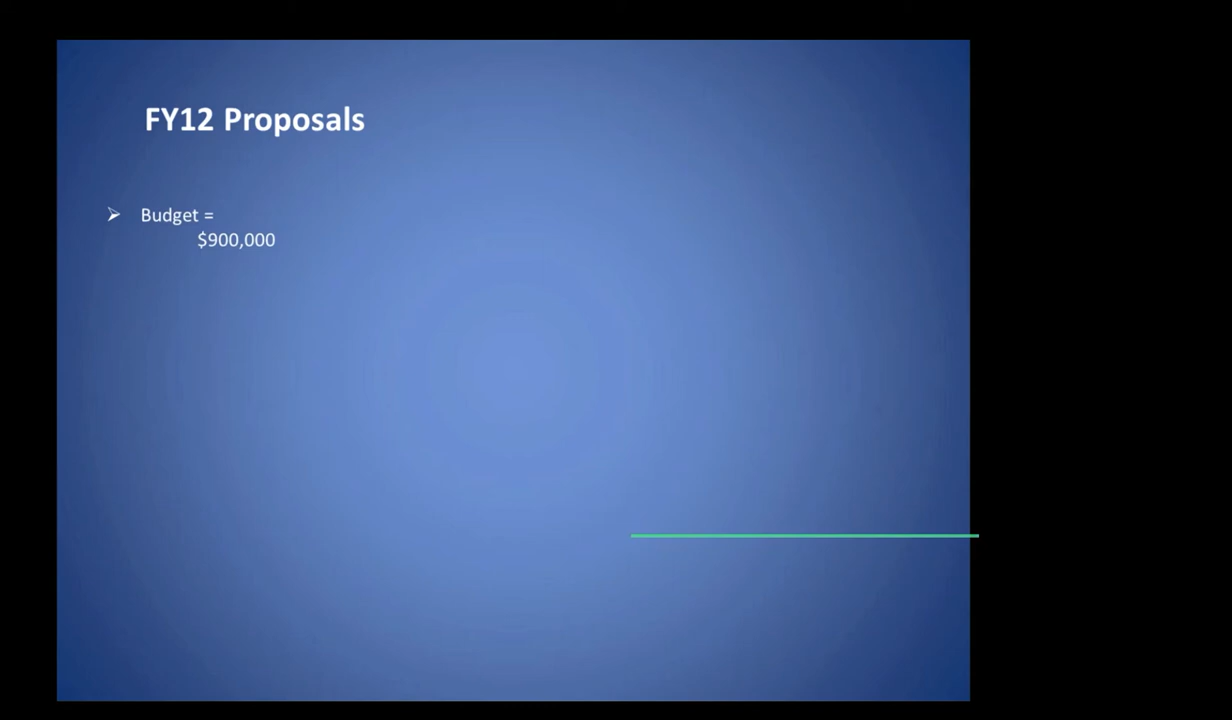 FY12 Proposals
➢ Budget =
$900,000